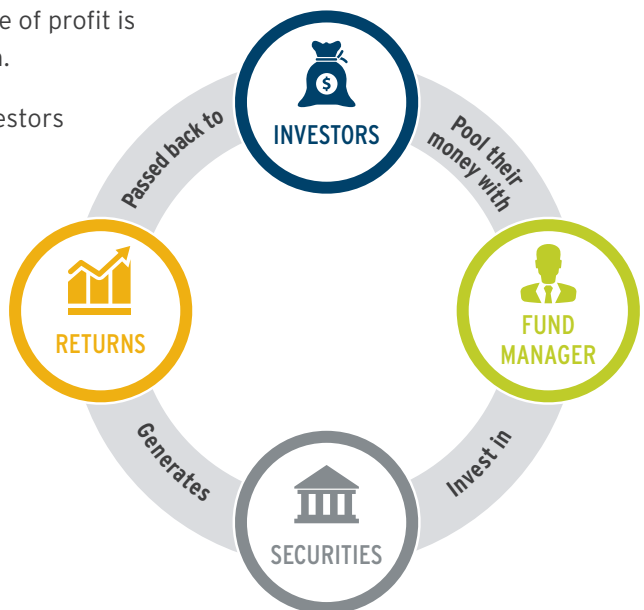 e of profit is
.
estors
$
INVESTORS
Pool their
money with
FUND
MANAGER
Invest in
SECURITIES
Generates
RETURNS
Passed back to